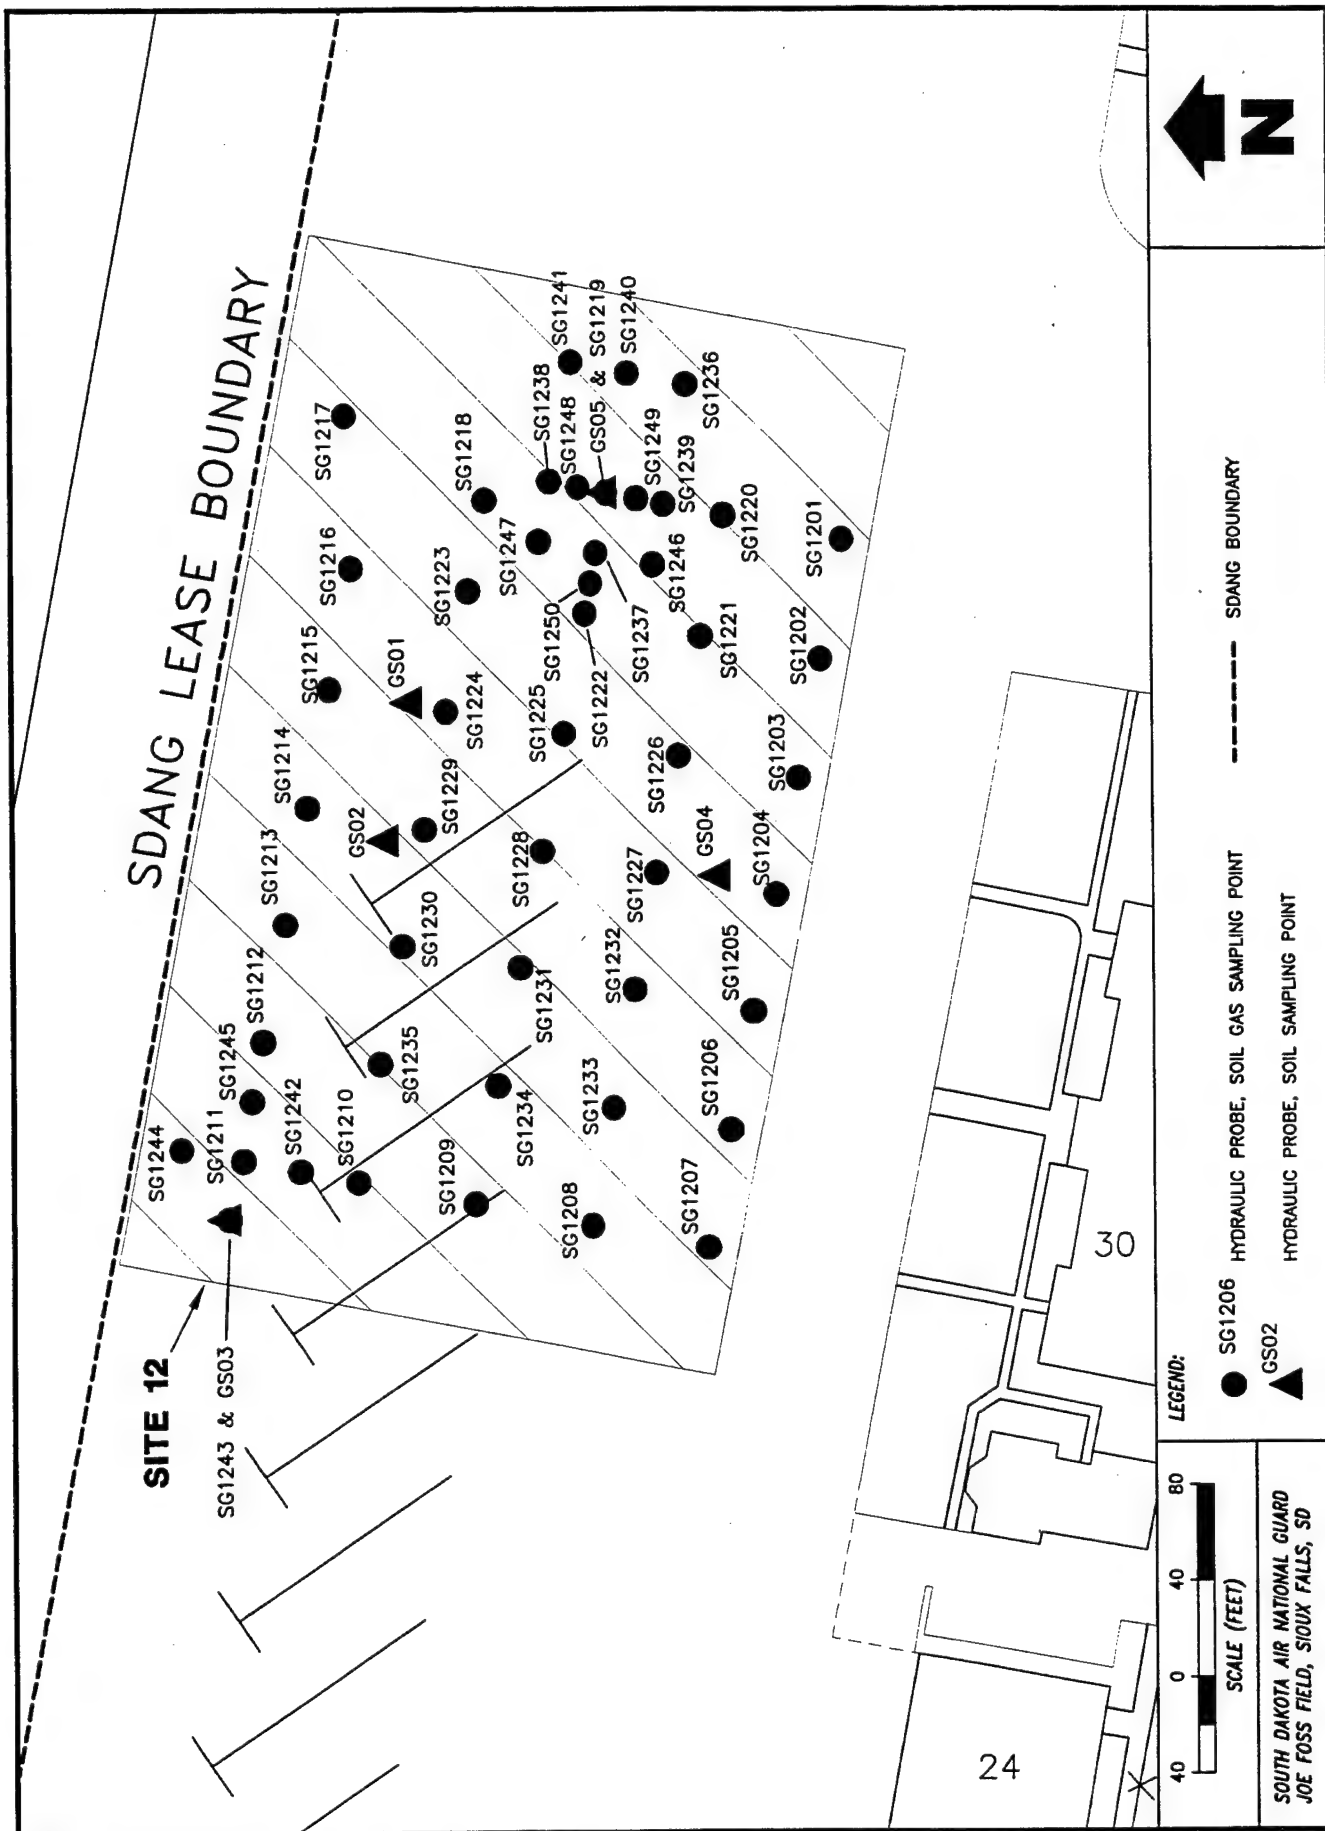 SDANG LEASE BOUNDARY
SITE 12
SG1243 & GS03
SG1244
SG1211
SG1245
SG1242
SG1210
SG1212
SG1213
SG1214
SG1215
SG1216
SG1217
GS02
GS01
SG1209
SG1235
SG1230
SG1229
SG1224
SG1223
SG1218
SG1208
SG1234
SG1231
SG1228
SG1225
SG1222
SG1250
SG1237
SG1247
SG1238
SG1248
GS05 & SG1219
SG1241
SG1240
SG1249
SG1239
SG1236
SG1207
SG1233
SG1232
SG1227
SG1226
SG1221
SG1246
SG1220
SG1206
SG1205
GS04
SG1204
SG1203
SG1202
SG1201
24
30
40 0 40 80
SCALE (FEET)
SOUTH DAKOTA AIR NATIONAL GUARD
JOE FOSS FIELD, SIOUX FALLS, SD
LEGEND:
SG1206 HYDRAULIC PROBE, SOIL GAS SAMPLING POINT
GS02 HYDRAULIC PROBE, SOIL SAMPLING POINT
SDANG BOUNDARY
N